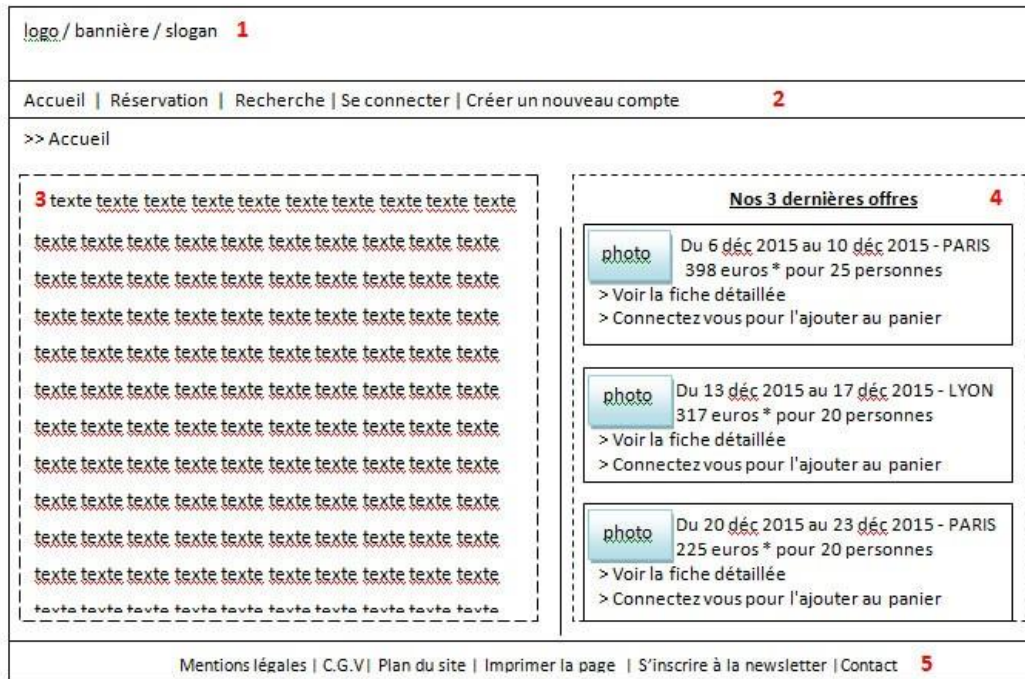 logo / bannière / slogan 1
Accueil | Réservation | Recherche | Se connecter | Créer un nouveau compte 2
>> Accueil
3 texte texte texte texte texte texte texte texte texte texte
texte texte texte texte texte texte texte texte texte texte
texte texte texte texte texte texte texte texte texte texte
texte texte texte texte texte texte texte texte texte texte
texte texte texte texte texte texte texte texte texte texte
texte texte texte texte texte texte texte texte texte texte
texte texte texte texte texte texte texte texte texte texte
texte texte texte texte texte texte texte texte texte texte
texte texte texte texte texte texte texte texte texte texte
texte texte texte texte texte texte texte texte texte texte
texte texte texte texte texte texte texte texte texte texte
texte texte texte texte texte texte texte texte texte texte
Nos 3 dernières offres 4
photo
Du 6 déc 2015 au 10 déc 2015 - PARIS
398 euros * pour 25 personnes
> Voir la fiche détaillée
> Connectez vous pour l'ajouter au panier
photo
Du 13 déc 2015 au 17 déc 2015 - LYON
317 euros * pour 20 personnes
> Voir la fiche détaillée
> Connectez vous pour l'ajouter au panier
photo
Du 20 déc 2015 au 23 déc 2015 - PARIS
225 euros * pour 20 personnes
> Voir la fiche détaillée
> Connectez vous pour l'ajouter au panier
Mentions légales | C.G.V | Plan du site | Imprimer la page | S'inscrire à la newsletter | Contact 5